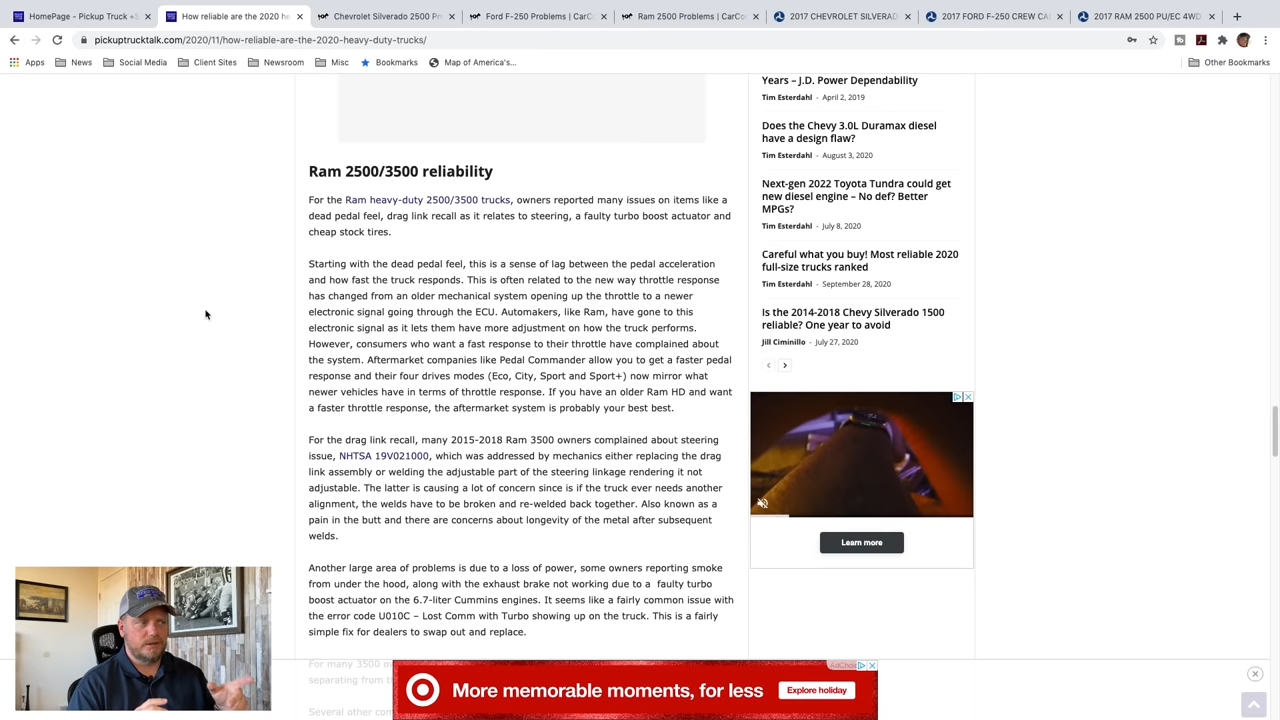 HomePage - Pickup Truck +S
How reliable are the 2020 he
Chevrolet Silverado 2500 Pr
Ford F-250 Problems | CarCo
Ram 2500 Problems | CarCo
2017 CHEVROLET SILVERAD
2017 FORD F-250 CREW CA
2017 RAM 2500 PU/EC 4WD
pickuptrucktalk.com/2020/11/how-reliable-are-the-2020-heavy-duty-trucks/
Apps
News
Social Media
Client Sites
Newsroom
Misc
Bookmarks
Map of America's...
Other Bookmarks
Ram 2500/3500 reliability
For the Ram heavy-duty 2500/3500 trucks, owners reported many issues on items like a
dead pedal feel, drag link recall as it relates to steering, a faulty turbo boost actuator and
cheap stock tires.
Starting with the dead pedal feel, this is a sense of lag between the pedal acceleration
and how fast the truck responds. This is often related to the new way throttle response
has changed from an older mechanical system opening up the throttle to a newer
electronic signal going through the ECU. Automakers, like Ram, have gone to this
electronic signal as it lets them have more adjustment on how the truck performs.
However, consumers who want a fast response to their throttle have complained about
the system. Aftermarket companies like Pedal Commander allow you to get a faster pedal
response and their four drives modes (Eco, City, Sport and Sport+) now mirror what
newer vehicles have in terms of throttle response. If you have an older Ram HD and want
a faster throttle response, the aftermarket system is probably your best best.
For the drag link recall, many 2015-2018 Ram 3500 owners complained about steering
issue, NHTSA 19V021000, which was addressed by mechanics either replacing the drag
link assembly or welding the adjustable part of the steering linkage rendering it not
adjustable. The latter is causing a lot of concern since is if the truck ever needs another
alignment, the welds have to be broken and re-welded back together. Also known as a
pain in the butt and there are concerns about longevity of the metal after subsequent
welds.
Another large area of problems is due to a loss of power, some owners reporting smoke
from under the hood, along with the exhaust brake not working due to a faulty turbo
boost actuator on the 6.7-liter Cummins engines. It seems like a fairly common issue with
the error code U010C – Lost Comm with Turbo showing up on the truck. This is a fairly
simple fix for dealers to swap out and replace.
For many 3500 ow
separating from th
Several other com
Years – J.D. Power Dependability
Tim Esterdahl - April 2, 2019
Does the Chevy 3.0L Duramax diesel
have a design flaw?
Tim Esterdahl - August 3, 2020
Next-gen 2022 Toyota Tundra could get
new diesel engine – No def? Better
MPGs?
Tim Esterdahl - July 8, 2020
Careful what you buy! Most reliable 2020
full-size trucks ranked
Tim Esterdahl - September 28, 2020
Is the 2014-2018 Chevy Silverado 1500
reliable? One year to avoid
Jill Ciminillo - July 27, 2020
Learn more
More memorable moments, for less
Explore holiday
AdChoic